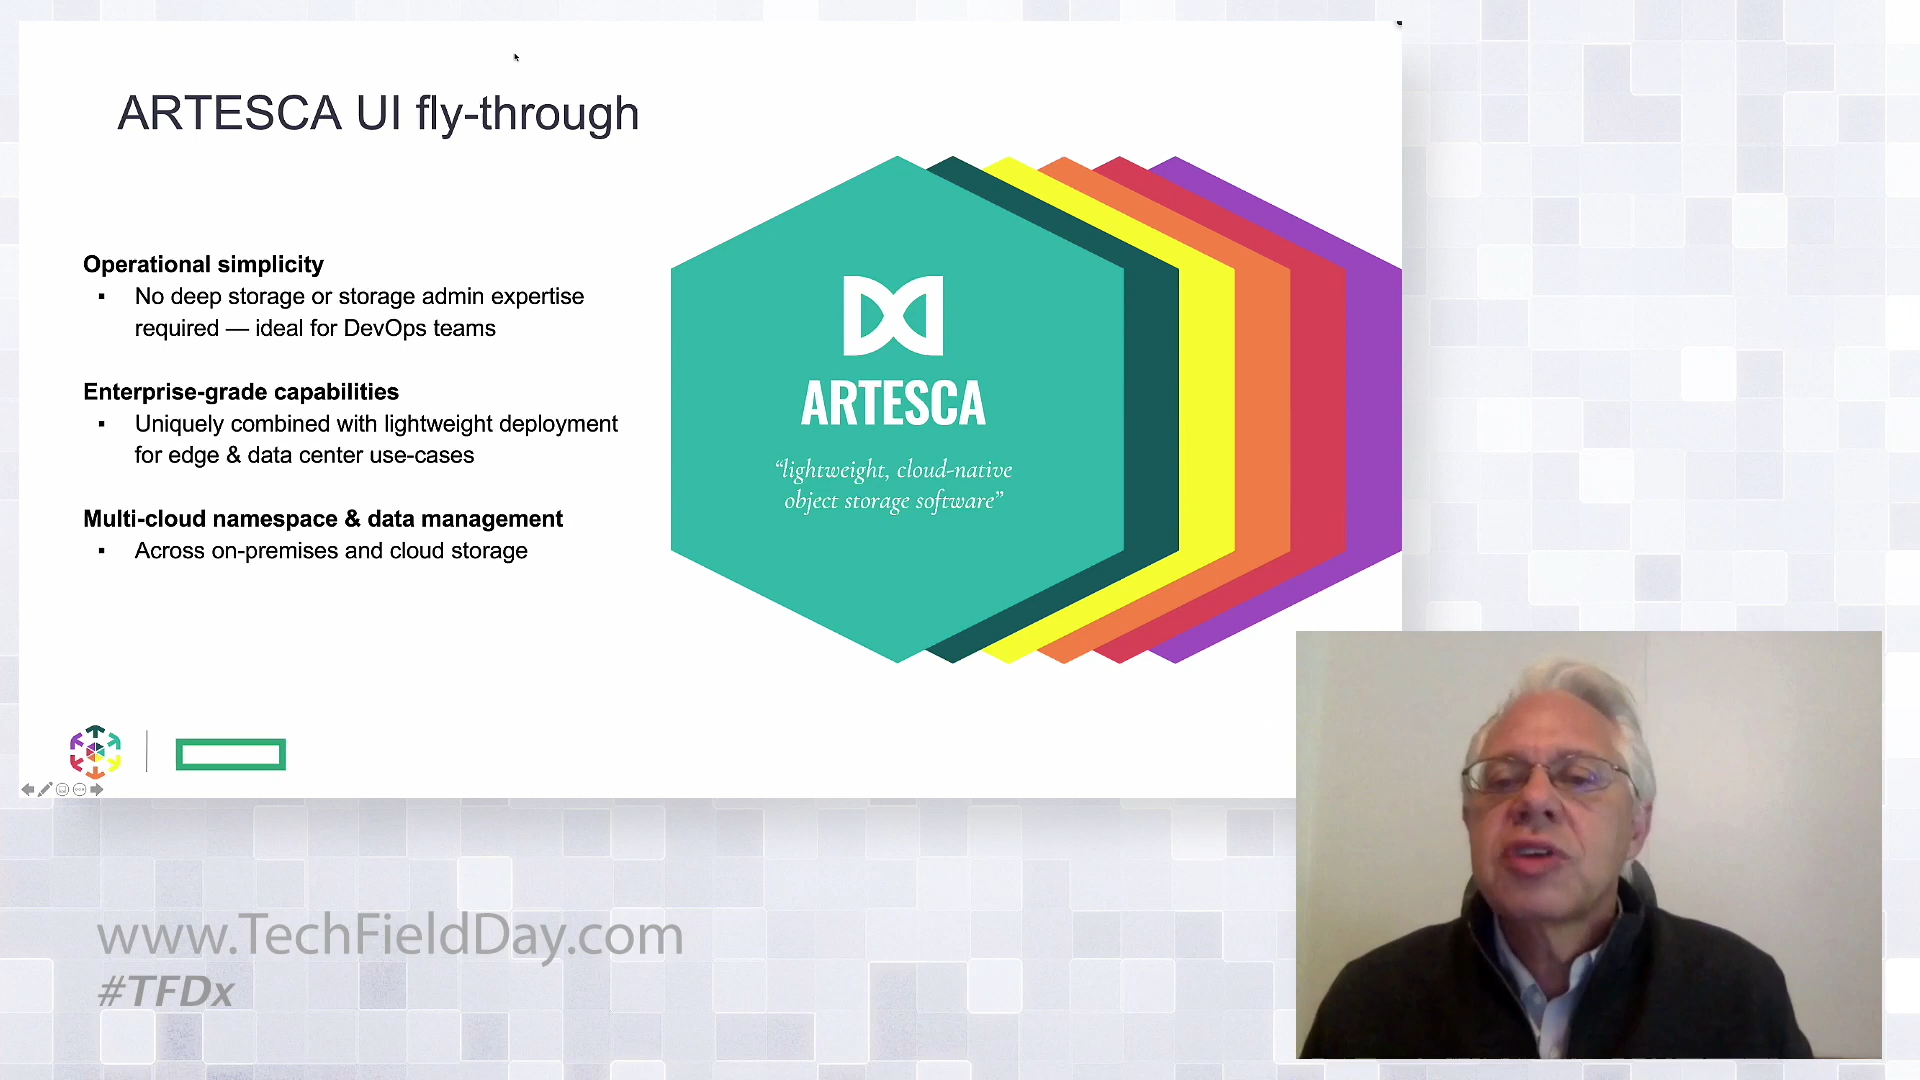 ARTESCA UI fly-through
Operational simplicity
▪ No deep storage or storage admin expertise
required — ideal for DevOps teams
Enterprise-grade capabilities
▪ Uniquely combined with lightweight deployment
for edge & data center use-cases
Multi-cloud namespace & data management
▪ Across on-premises and cloud storage
ARTESCA
“lightweight, cloud-native
object storage software”
www.TechFieldDay.com
#TFDx